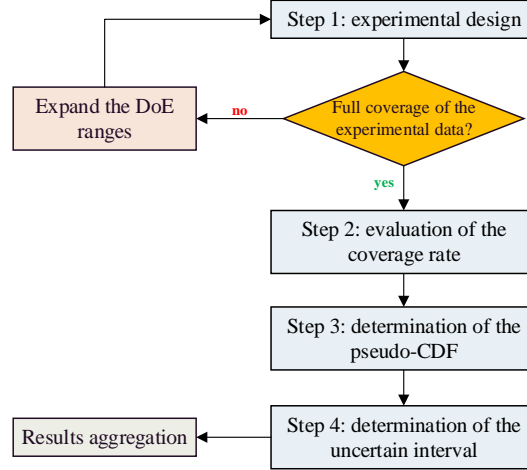 Step 1: experimental design
Full coverage of the
experimental data?
no
Expand the DoE
ranges
yes
Step 2: evaluation of the
coverage rate
Step 3: determination of the
pseudo-CDF
Step 4: determination of the
uncertain interval
Results aggregation